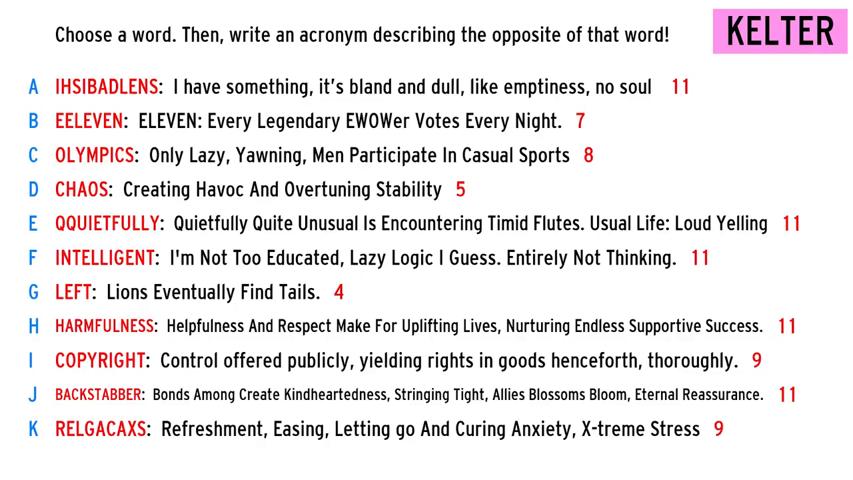 Choose a word. Then, write an acronym describing the opposite of that word!
KELTER
A IHSIBADLENS: I have something, it's bland and dull, like emptiness, no soul 11
B EELEVEN: ELEVEN: Every Legendary EWOWer Votes Every Night. 7
C OLYMPICS: Only Lazy, Yawning, Men Participate In Casual Sports 8
D CHAOS: Creating Havoc And Overtuning Stability 5
E QQUIETFULLY: Quietfully Quite Unusual Is Encountering Timid Flutes. Usual Life: Loud Yelling 11
F INTELLIGENT: I'm Not Too Educated, Lazy Logic I Guess. Entirely Not Thinking. 11
G LEFT: Lions Eventually Find Tails. 4
H HARMFULNESS: Helpfulness And Respect Make For Uplifting Lives, Nurturing Endless Supportive Success. 11
I COPYRIGHT: Control offered publicly, yielding rights in goods henceforth, thoroughly. 9
J BACKSTABBER: Bonds Among Create Kindheartedness, Stringing Tight, Allies Blossoms Bloom, Eternal Reassurance. 11
K RELGACAXS: Refreshment, Easing, Letting go And Curing Anxiety, X-treme Stress 9